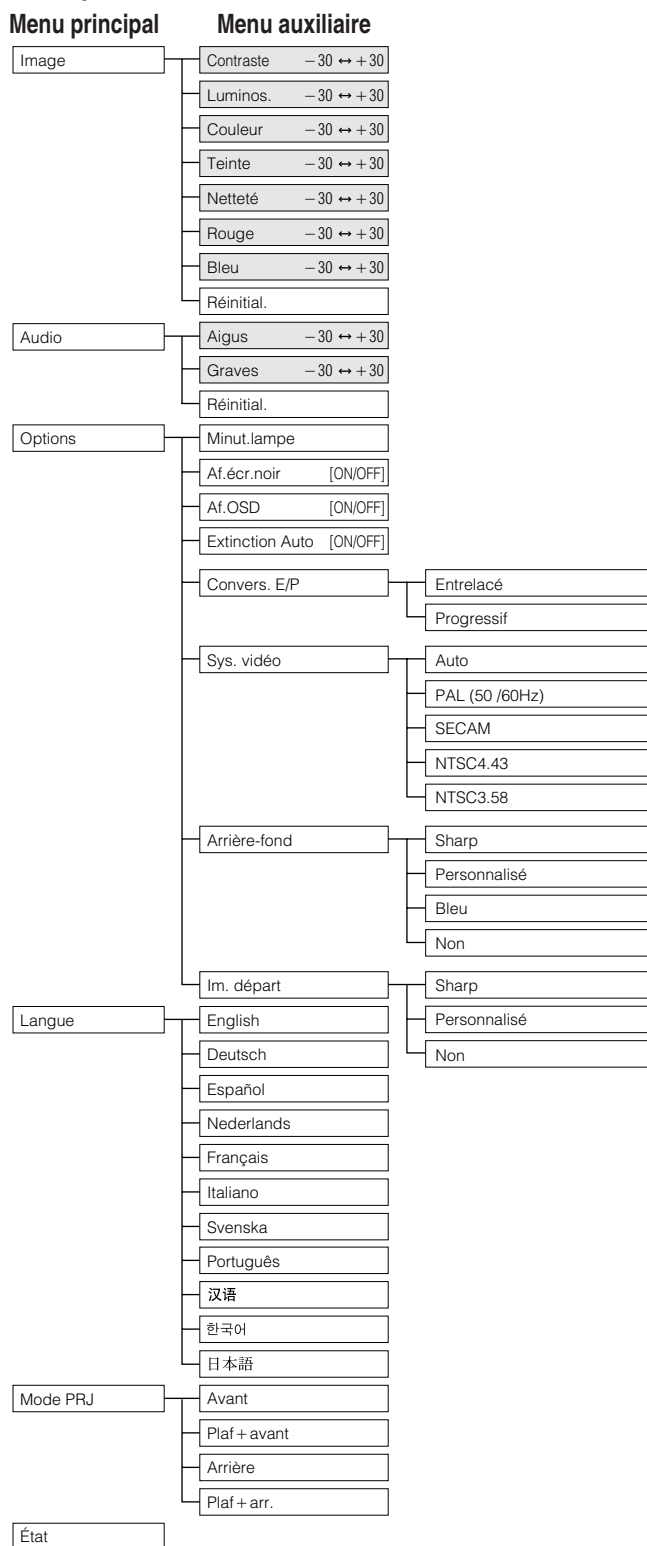 Menu principal Menu auxiliaire
Image Contraste −30 ↔ +30
Luminos. −30 ↔ +30
Couleur −30 ↔ +30
Teinte −30 ↔ +30
Netteté −30 ↔ +30
Rouge −30 ↔ +30
Bleu −30 ↔ +30
Réinitial.
Audio Aigus −30 ↔ +30
Graves −30 ↔ +30
Réinitial.
Options Minut.lampe
Af.écr.noir [ON/OFF]
Af.OSD [ON/OFF]
Extinction Auto [ON/OFF]
Convers. E/P Entrelacé
Progressif
Sys. vidéo Auto
PAL (50 /60Hz)
SECAM
NTSC4.43
NTSC3.58
Arrière-fond Sharp
Personnalisé
Bleu
Non
Im. départ Sharp
Langue English Personnalisé
Deutsch Non
Español
Nederlands
Français
Italiano
Svenska
Português
汉语
한국어
日本語
Mode PRJ Avant
Plaf+avant
Arrière
Plaf+arr.
État